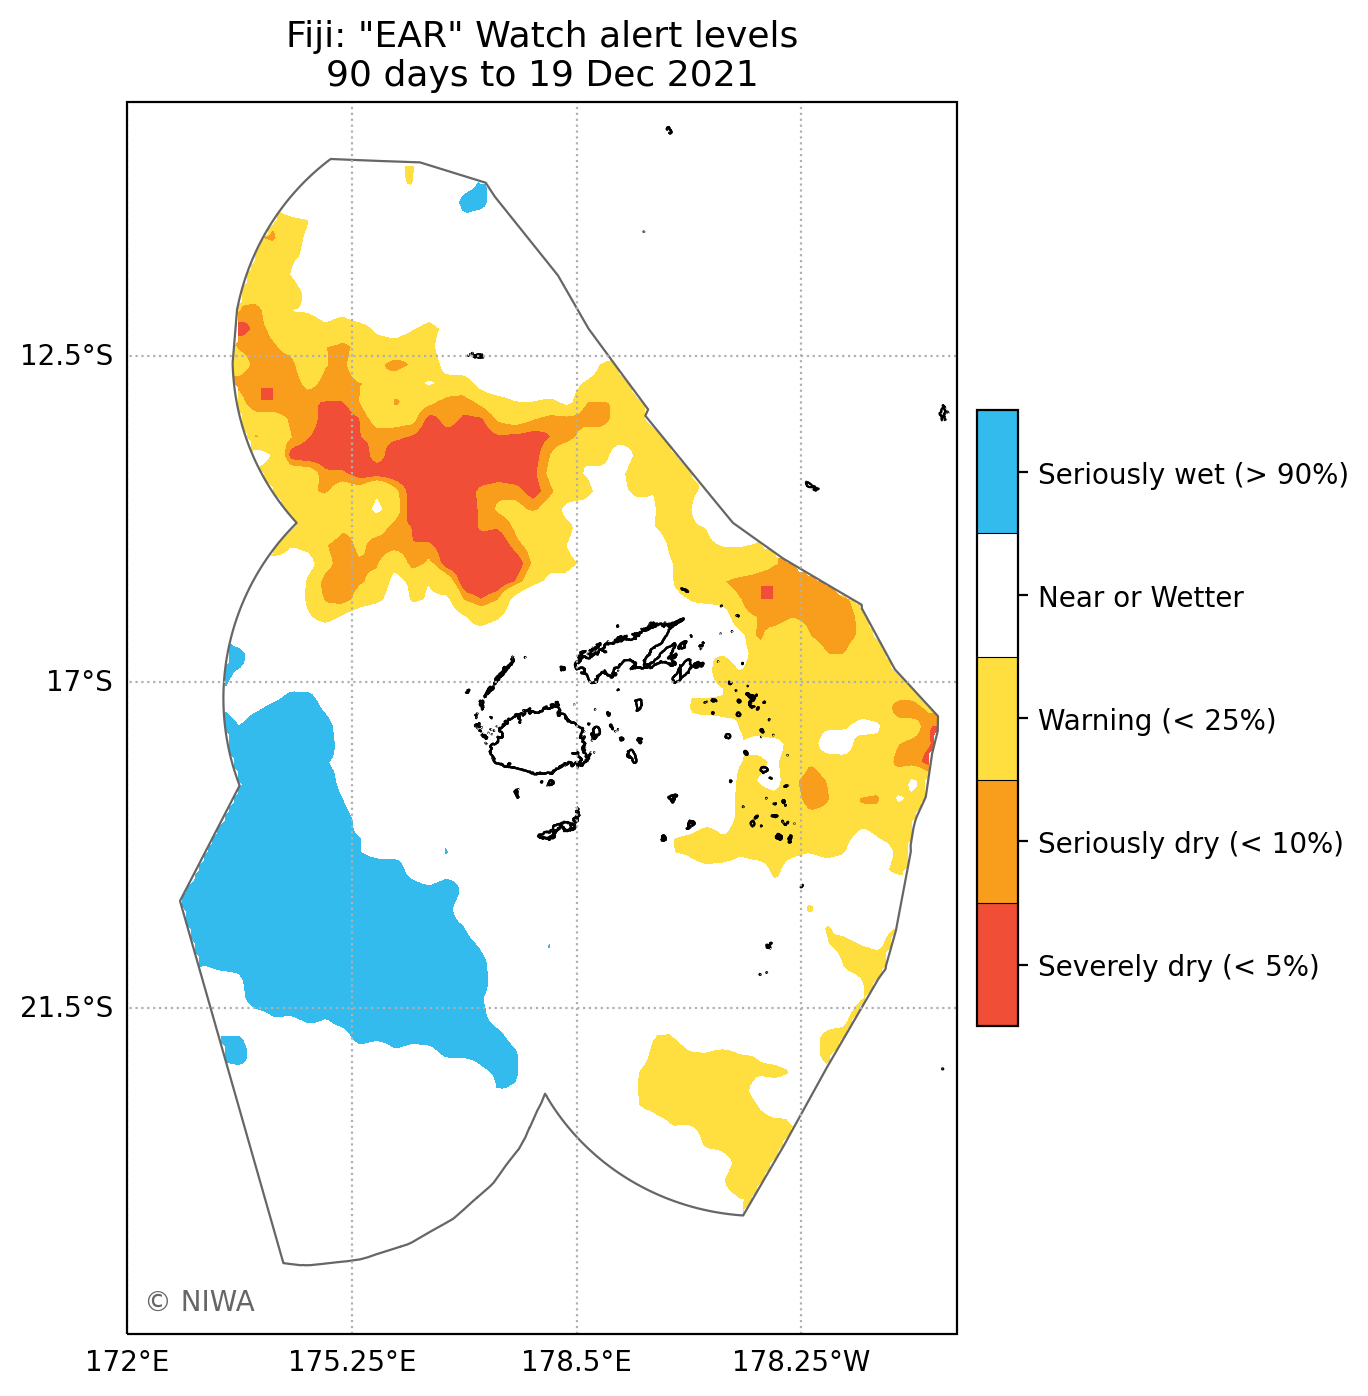 Fiji: "EAR" Watch alert levels
90 days to 19 Dec 2021
12.5°S
17°S
21.5°S
172°E
175.25°E
178.5°E
178.25°W
Seriously wet (> 90%)
Near or Wetter
Warning (< 25%)
Seriously dry (< 10%)
Severely dry (< 5%)
© NIWA